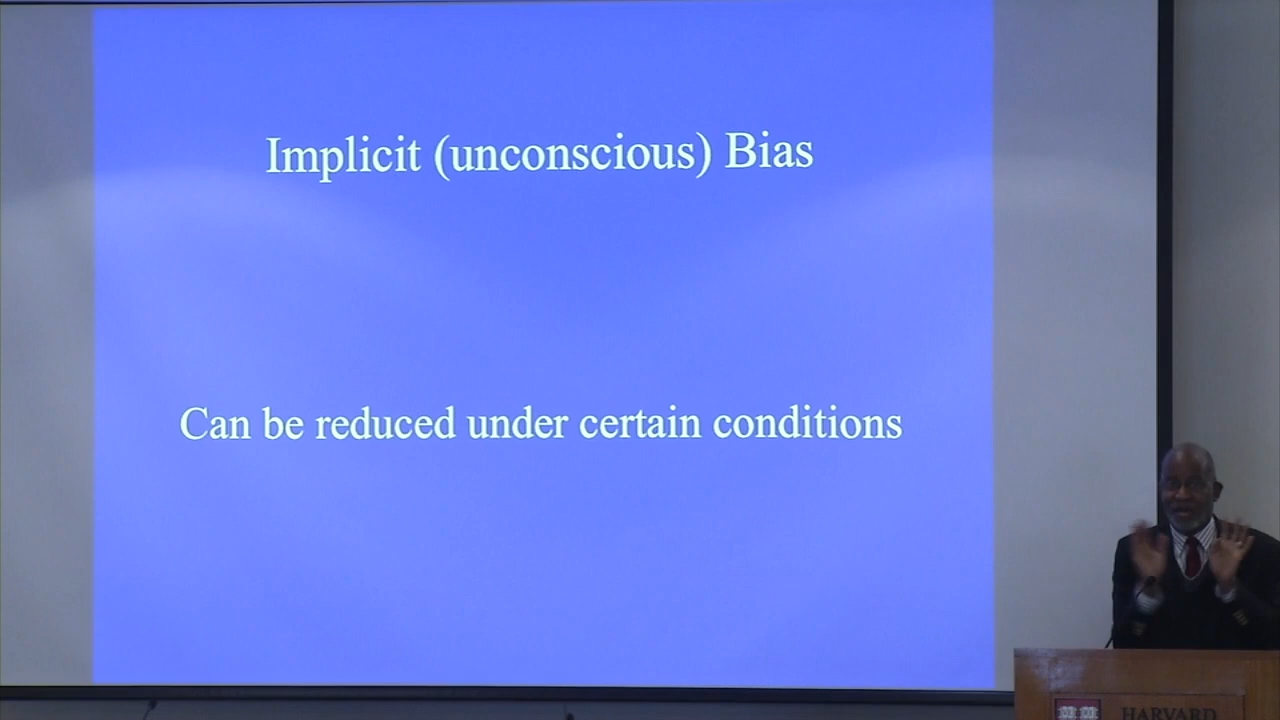 Implicit (unconscious) Bias
Can be reduced under certain conditions
HARVARD